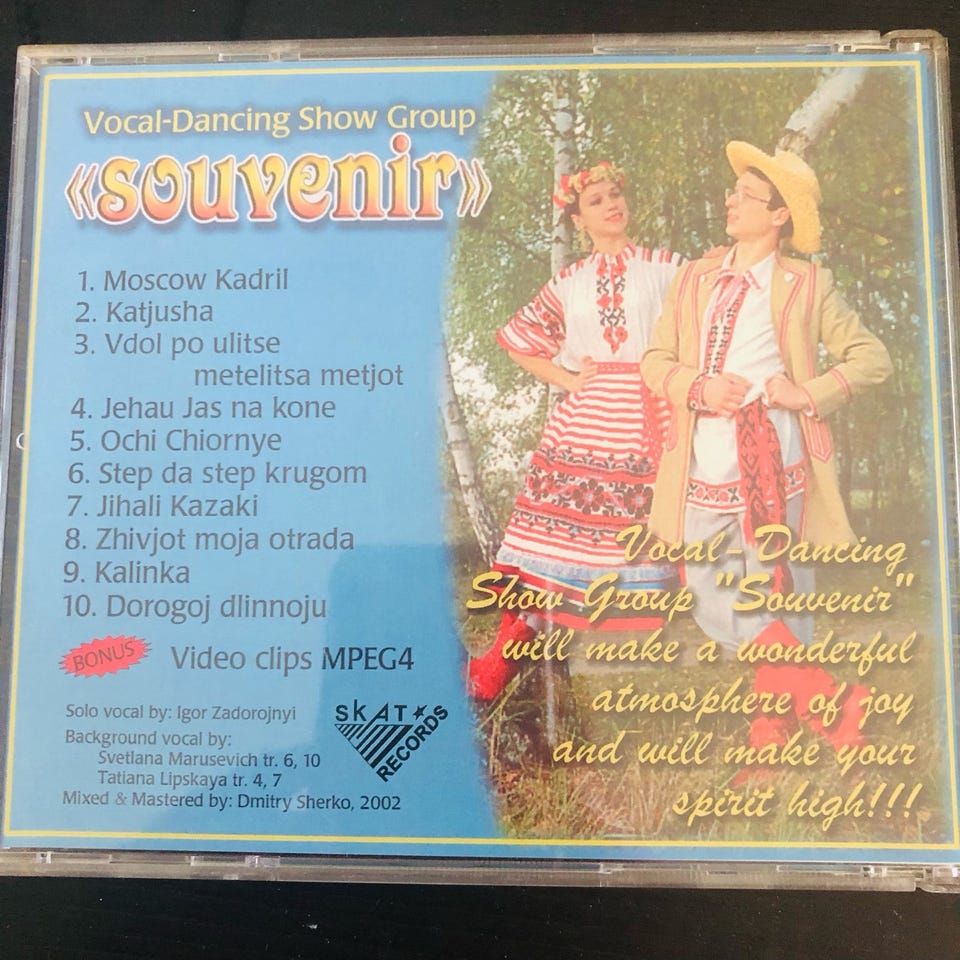 Vocal-Dancing Show Group
«souvenir»
1. Moscow Kadril
2. Katjusha
3. Vdol po ulitse
metelitsa metjot
4. Jehau Jas na kone
5. Ochi Chiornye
6. Step da step krugom
7. Jihali Kazaki
8. Zhivjot moja otrada
9. Kalinka
10. Dorogoj dlinnoju
BONUS Video clips MPEG4
Solo vocal by: Igor Zadorojnyi
Background vocal by:
Svetlana Marusevich tr. 6, 10
Tatiana Lipskaya tr. 4, 7
Mixed & Mastered by: Dmitry Sherko, 2002
SKAT
RECORDS
Vocal-Dancing
Show Group "Souvenir"
will make a wonderful
atmosphere of joy
and will make your
spirit high!!!